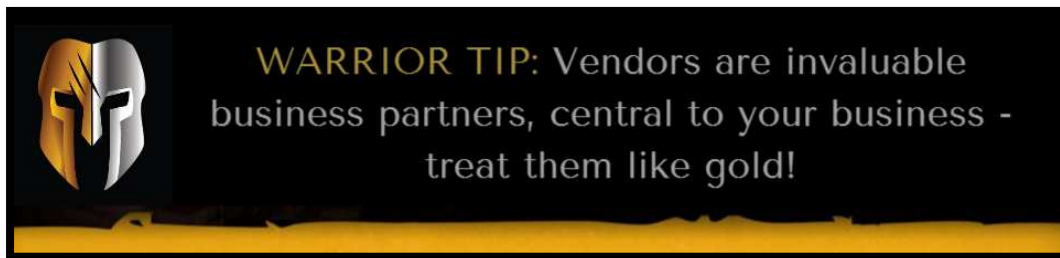 WARRIOR TIP: Vendors are invaluable
business partners, central to your business -
treat them like gold!